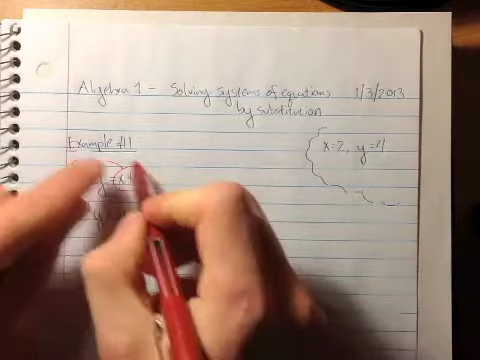 Algebra 1 - Solving systems of equations 1/3/2013
by substitution
Example #1
x=2, y=4
y=x+
y